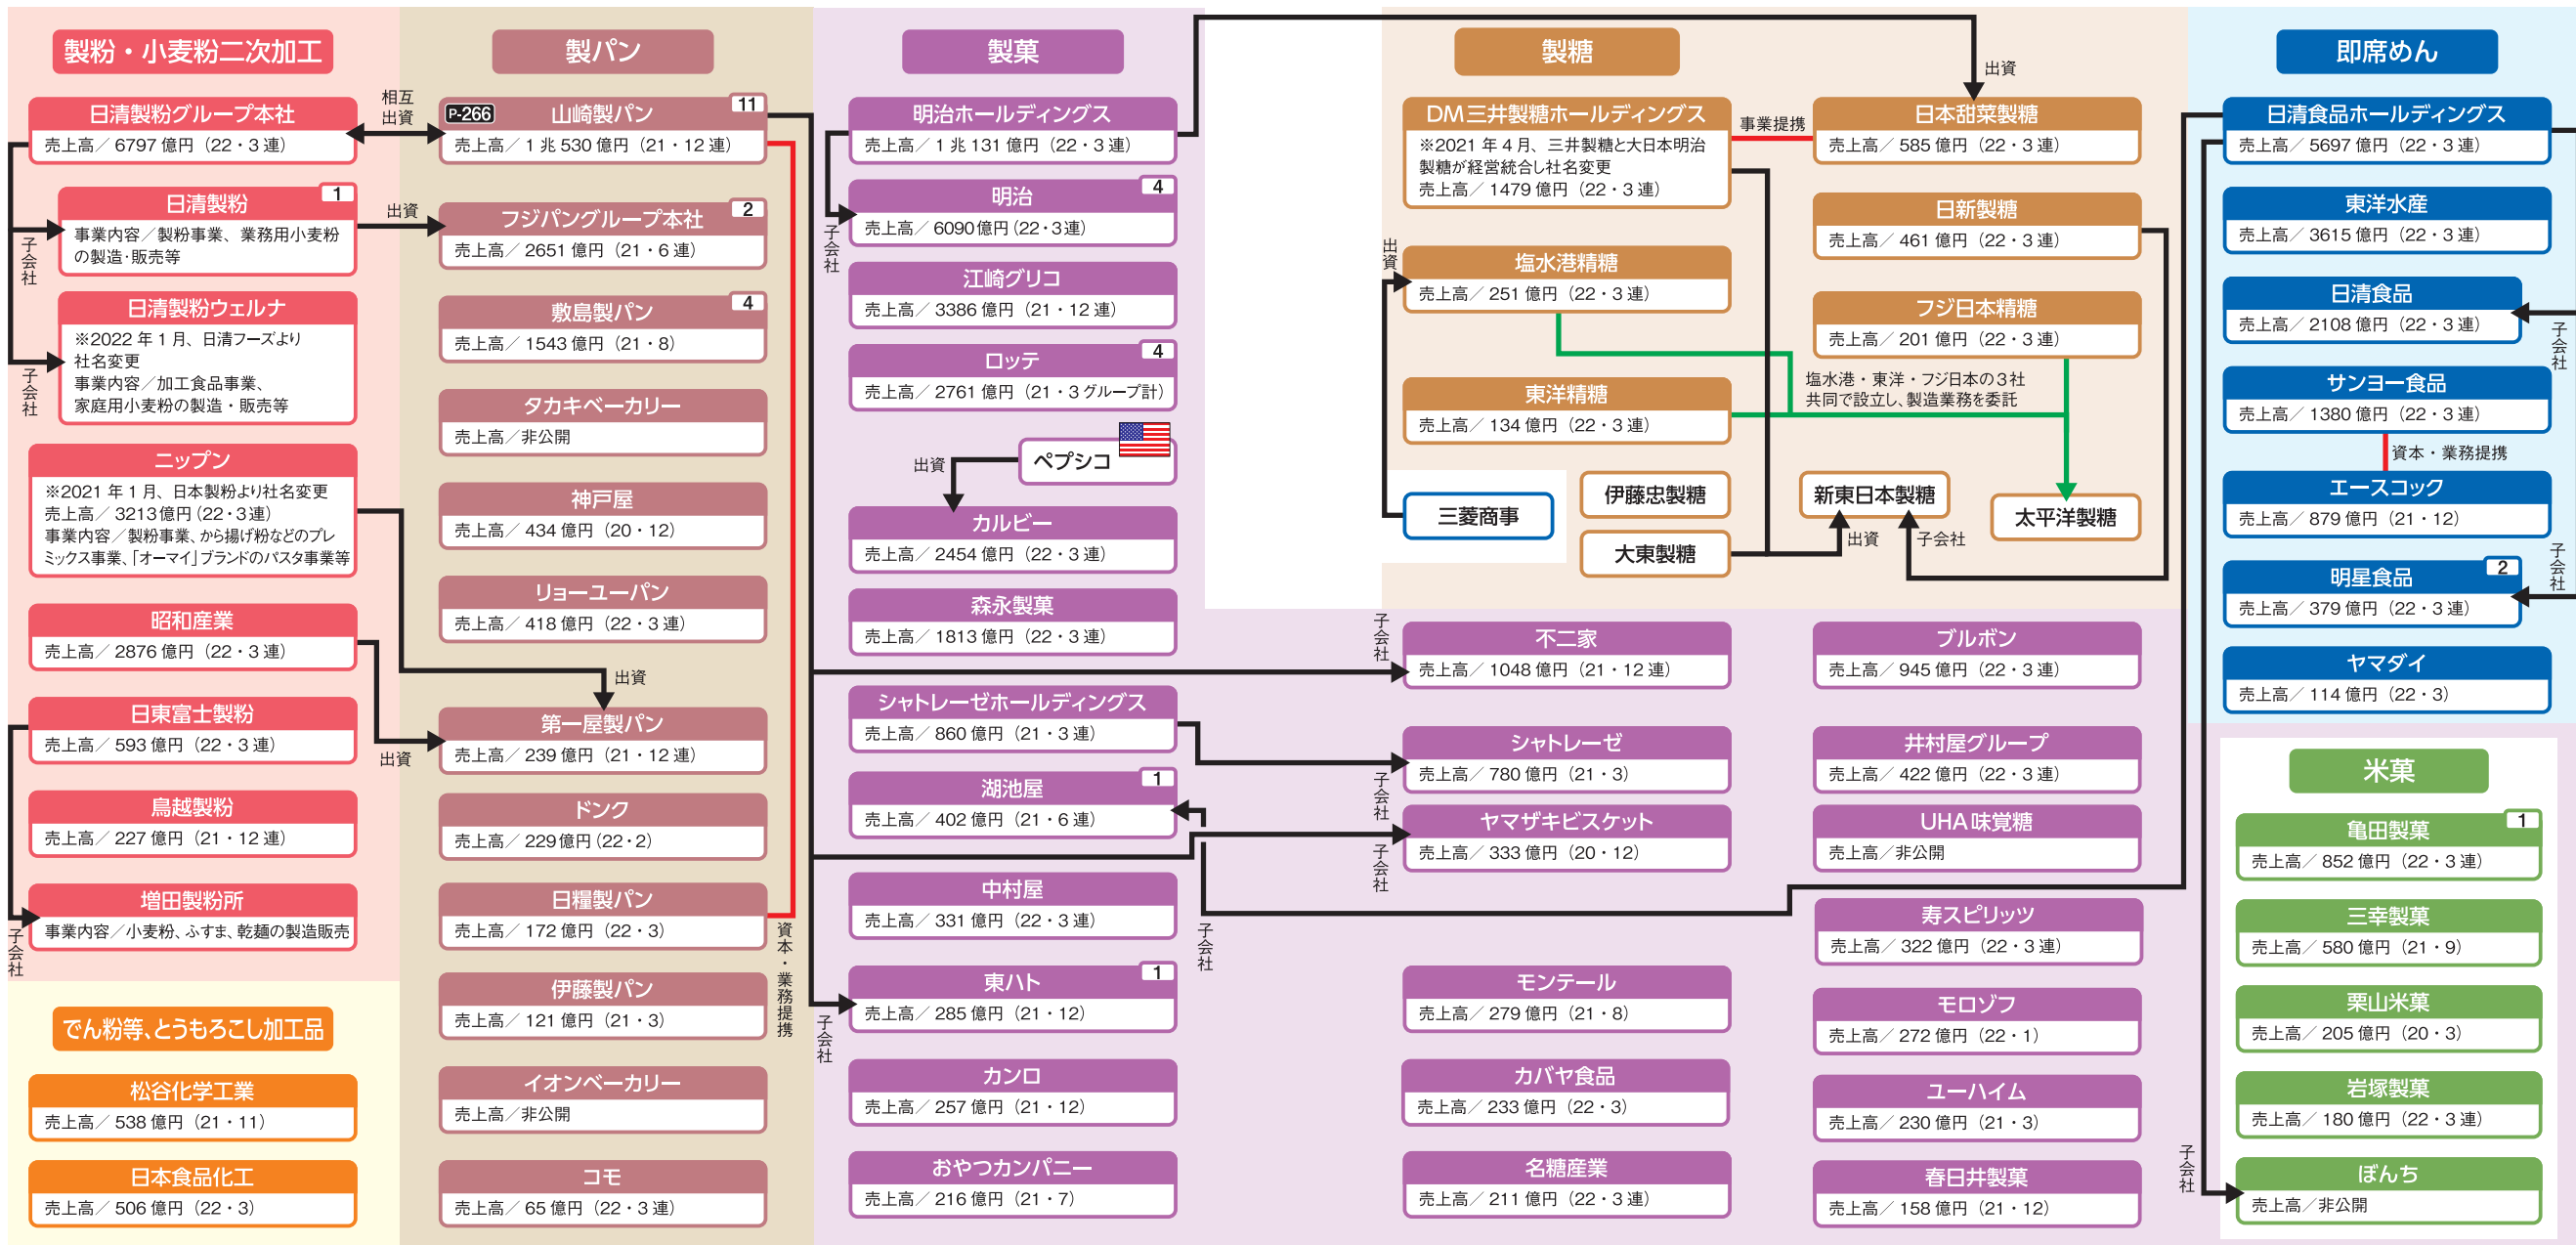 製粉・小麦粉二次加工
日清製粉グループ本社
売上高／6797億円（22・3連）
子会社
日清製粉
1
事業内容／製粉事業、業務用小麦粉
の製造・販売等
日清製粉ウェルナ
※2022年1月、日清フーズより
社名変更
事業内容／加工食品事業、
家庭用小麦粉の製造・販売等
子会社
ニップン
※2021年1月、日本製粉より社名変更
売上高／3213億円（22・3連）
事業内容／製粉事業、から揚げ粉などのプレ
ミックス事業、「オーマイ」ブランドのパスタ事業等
昭和産業
売上高／2876億円（22・3連）
日東富士製粉
売上高／593億円（22・3連）
鳥越製粉
売上高／227億円（21・12連）
増田製粉所
事業内容／小麦粉、ふすま、乾麺の製造販売
子会社
でん粉等、とうもろこし加工品
松谷化学工業
売上高／538億円（21・11）
日本食品化工
売上高／506億円（22・3）
相互
出資
出資
出資
製パン
P-266
山崎製パン
11
売上高／1兆530億円（21・12連）
フジパングループ本社
2
売上高／2651億円（21・6連）
敷島製パン
4
売上高／1543億円（21・8）
タカキベーカリー
売上高／非公開
神戸屋
売上高／434億円（20・12）
リョーユーパン
売上高／418億円（22・3連）
出資
第一屋製パン
売上高／239億円（21・12連）
ドンク
売上高／229億円（22・2）
日糧製パン
売上高／172億円（22・3）
資本・業務提携
伊藤製パン
売上高／121億円（21・3）
イオンベーカリー
売上高／非公開
コモ
売上高／65億円（22・3連）
製菓
明治ホールディングス
売上高／1兆131億円（22・3連）
子会社
明治
4
売上高／6090億円（22・3連）
江崎グリコ
売上高／3386億円（21・12連）
ロッテ
4
売上高／2761億円（21・3グループ計）
ペプシコ
出資
カルビー
売上高／2454億円（22・3連）
森永製菓
売上高／1813億円（22・3連）
シャトレーゼホールディングス
売上高／860億円（21・3連）
湖池屋
1
売上高／402億円（21・6連）
中村屋
売上高／331億円（22・3連）
子会社
東ハト
1
売上高／285億円（21・12）
子会社
カンロ
売上高／257億円（21・12）
おやつカンパニー
売上高／216億円（21・7）
子会社
不二家
売上高／1048億円（21・12連）
シャトレーゼ
売上高／780億円（21・3）
子会社
ヤマザキビスケット
売上高／333億円（20・12）
子会社
モンテール
売上高／279億円（21・8）
カバヤ食品
売上高／233億円（22・3）
名糖産業
売上高／211億円（22・3連）
ブルボン
売上高／945億円（22・3連）
井村屋グループ
売上高／422億円（22・3連）
UHA味覚糖
売上高／非公開
寿スピリッツ
売上高／322億円（22・3連）
モロゾフ
売上高／272億円（22・1）
ユーハイム
売上高／230億円（21・3）
春日井製菓
売上高／158億円（21・12）
製糖
DM三井製糖ホールディングス
※2021年4月、三井製糖と大日本明治
製糖が経営統合し社名変更
売上高／1479億円（22・3連）
事業提携
出資
日本甜菜製糖
売上高／585億円（22・3連）
日新製糖
売上高／461億円（22・3連）
出資
塩水港精糖
売上高／251億円（22・3連）
フジ日本精糖
売上高／201億円（22・3連）
東洋精糖
売上高／134億円（22・3連）
塩水港・東洋・フジ日本の3社
共同で設立し、製造業務を委託
三菱商事
伊藤忠製糖
大東製糖
新東日本製糖
出資
子会社
太平洋製糖
即席めん
日清食品ホールディングス
売上高／5697億円（22・3連）
東洋水産
売上高／3615億円（22・3連）
日清食品
売上高／2108億円（22・3連）
子会社
サンヨー食品
売上高／1380億円（22・3連）
資本・業務提携
エースコック
売上高／879億円（21・12）
子会社
明星食品
2
売上高／379億円（22・3連）
ヤマダイ
売上高／114億円（22・3）
米菓
亀田製菓
1
売上高／852億円（22・3連）
三幸製菓
売上高／580億円（21・9）
栗山米菓
売上高／205億円（20・3）
岩塚製菓
売上高／180億円（22・3連）
子会社
ぼんち
売上高／非公開